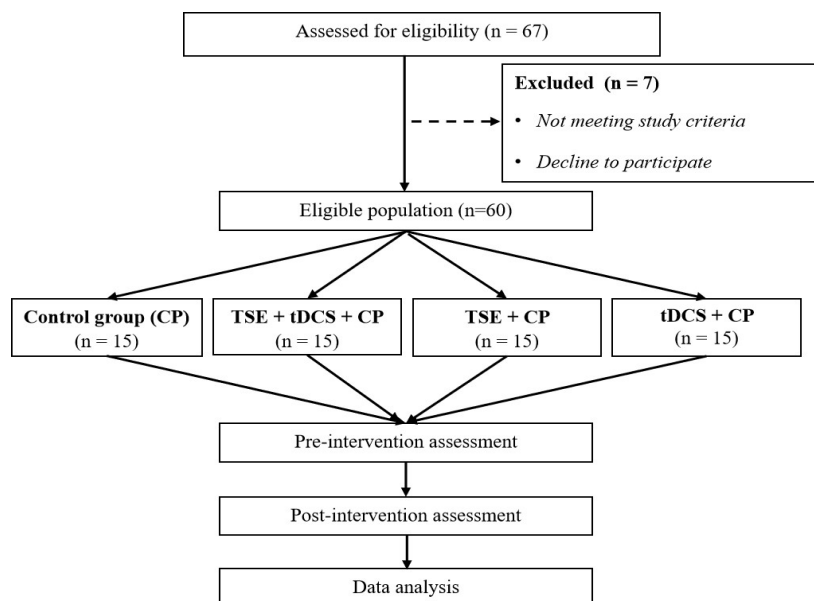 Assessed for eligibility (n = 67)
Excluded (n = 7)
• Not meeting study criteria
• Decline to participate
Eligible population (n=60)
Control group (CP)
(n = 15)
TSE + tDCS + CP
(n = 15)
TSE + CP
(n = 15)
tDCS + CP
(n = 15)
Pre-intervention assessment
Post-intervention assessment
Data analysis